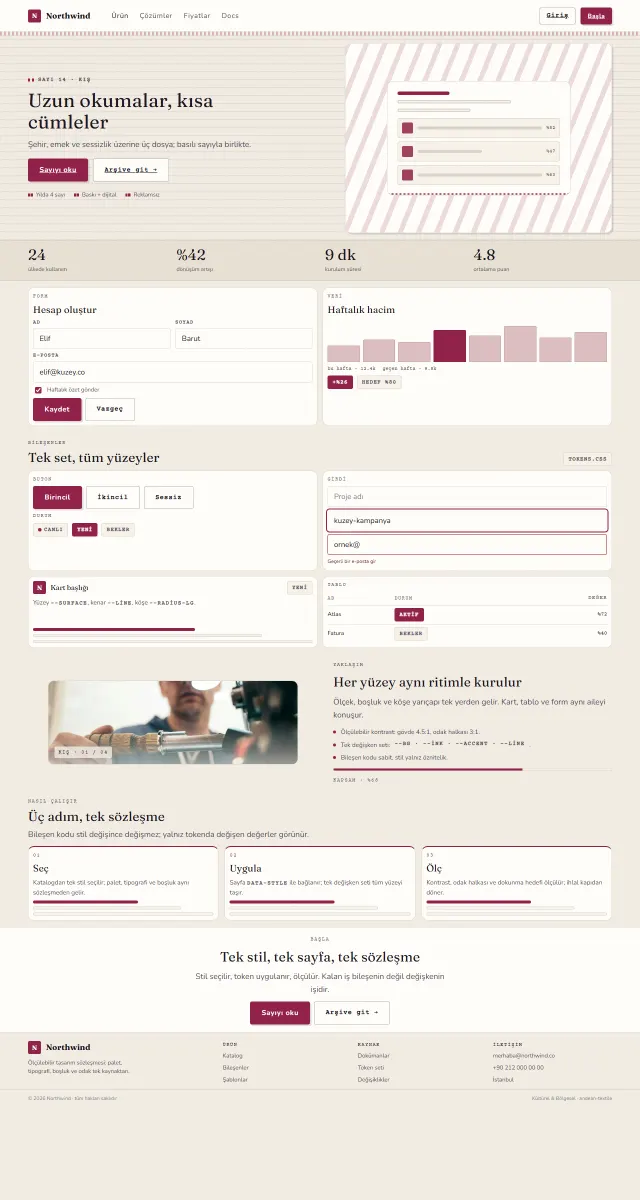 N Northwind Ürün Çözümler Fiyatlar Docs Giriş Başla
SAYI 14 · KIŞ
Uzun okumalar, kısa
cümleler
Şehir, emek ve sessizlik üzerine üç dosya; basılı sayıyla birlikte.
Sayıyı oku Arşive git →
Yılda 4 sayı Baskı + dijital Reklamsız
%82
%47
%63
24 %42 9 dk 4.8
ülkede kullanım dönüşüm artışı kurulum süresi ortalama puan
FORM
Hesap oluştur
AD SOYAD
Elif Barut
E-POSTA
elif@kuzey.co
Haftalık özet gönder
Kaydet Vazgeç
VERİ
Haftalık hacim
bu hafta · 12.4k geçen hafta · 9.8k
+%26 HEDEF %80
BİLEŞENLER
Tek set, tüm yüzeyler
TOKENS.CSS
BUTON
Birincil İkincil Sessiz
DURUM
CANLI YENİ BEKLER
GİRDİ
Proje adı
kuzey-kampanya
ornek@
Geçerli bir e-posta gir
N Kart başlığı YENİ
Yüzey --SURFACE, kenar --LİNE, köşe --RADİUS-LG.
TABLO
AD DURUM DEĞER
Atlas AKTİF %72
Fatura BEKLER %40
KIŞ · 01 / 04
YAKLAŞIM
Her yüzey aynı ritimle kurulur
Ölçek, boşluk ve köşe yarıçapı tek yerden gelir. Kart, tablo ve form aynı aileyi
konuşur.
Ölçülebilir kontrast: gövde 4.5:1, odak halkası 3:1.
Tek değişken seti: --BG · --İNK · --ACCENT · --LİNE
Bileşen kodu sabit; stil yalnız öznitelik.
KAPSAM · %68
NASIL ÇALIŞIR
Üç adım, tek sözleşme
Bileşen kodu stil değişince değişmez; yalnız tokenda değişen değerler görünür.
01
Seç
Katalogdan tek stil seçilir; palet, tipografi ve boşluk aynı
sözleşmeden gelir.
02
Uygula
Sayfa DATA-STYLE ile bağlanır; tek değişken seti tüm yüzeyi
taşır.
03
Ölç
Kontrast, odak halkası ve dokunma hedefi ölçülür; ihlal kapıdan
döner.
BAŞLA
Tek stil, tek sayfa, tek sözleşme
Stil seçilir, token uygulanır, ölçülür. Kalan iş bileşenin değil değişkenin
işidir.
Sayıyı oku Arşive git →
N Northwind
Ölçülebilir tasarım sözleşmesi: palet,
tipografi, boşluk ve odak tek kaynaktan.
ÜRÜN
Katalog
Bileşenler
Şablonlar
KAYNAK
Dokümanlar
Token seti
Değişiklikler
İLETİŞİM
merhaba@northwind.co
+90 212 000 00 00
İstanbul
© 2026 Northwind · tüm hakları saklıdır